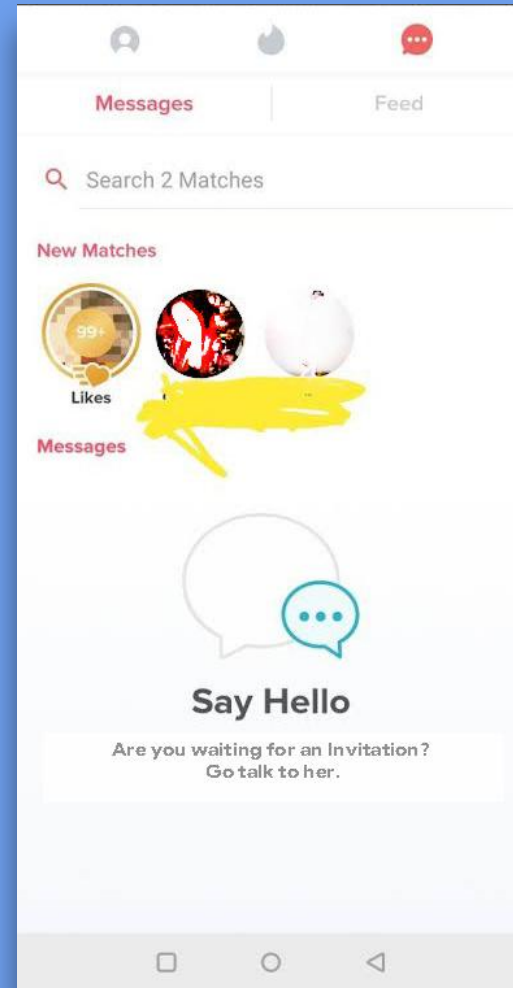 Messages
Feed
Search 2 Matches
New Matches
99+
Likes
Messages
Say Hello
Are you waiting for an Invitation?
Go talk to her.